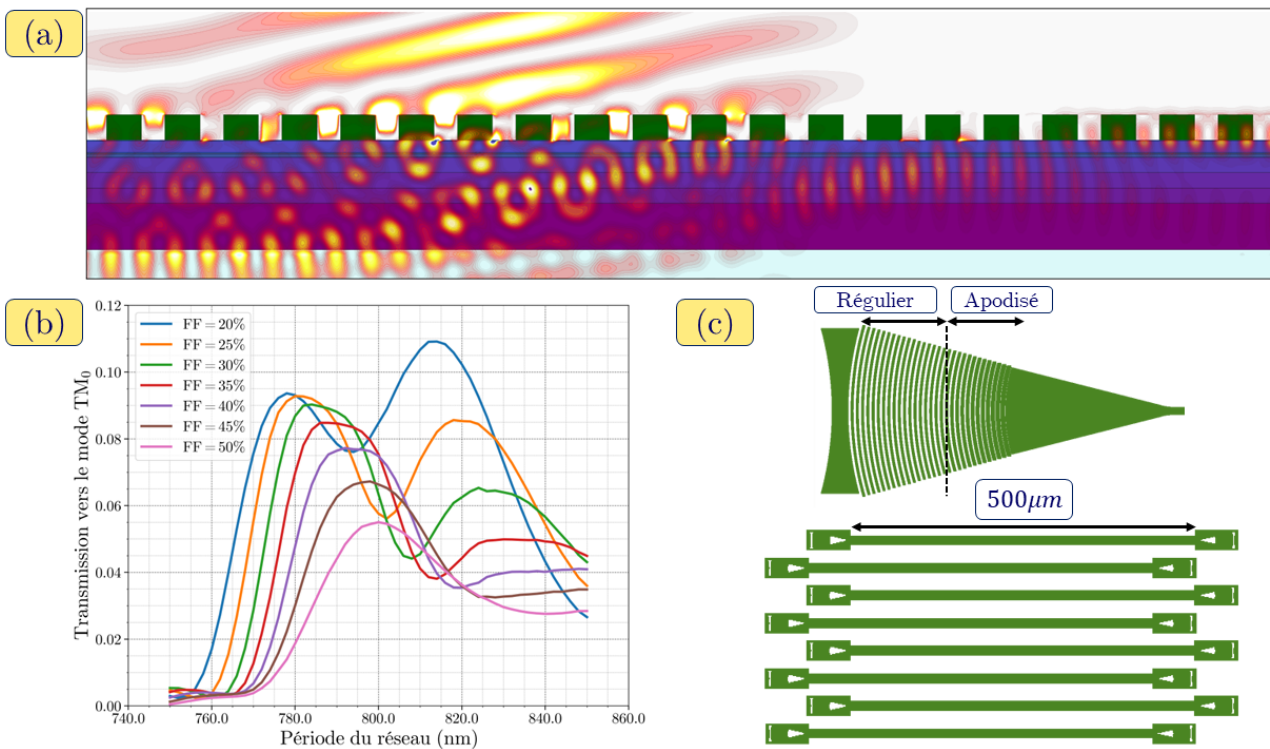 (a)
(b)
0.12
0.10
0.08
0.06
0.04
0.02
0.00
740.0 760.0 780.0 800.0 820.0 840.0 860.0
Transmission vers le mode TM₀
Période du réseau (nm)
FF = 20%
FF = 25%
FF = 30%
FF = 35%
FF = 40%
FF = 45%
FF = 50%
(c)
Régulier Apodisé
500μm